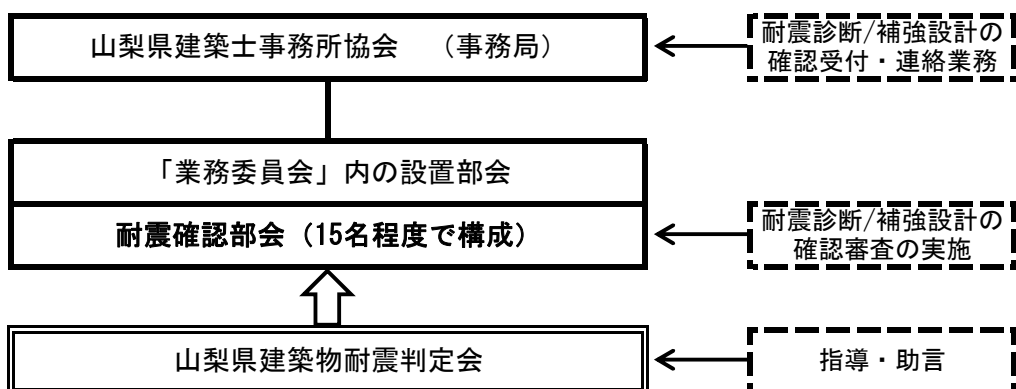 山梨県建築士事務所協会　（事務局）
耐震診断/補強設計の
確認受付・連絡業務
「業務委員会」内の設置部会
耐震確認部会（15名程度で構成）
耐震診断/補強設計の
確認審査の実施
山梨県建築物耐震判定会
指導・助言